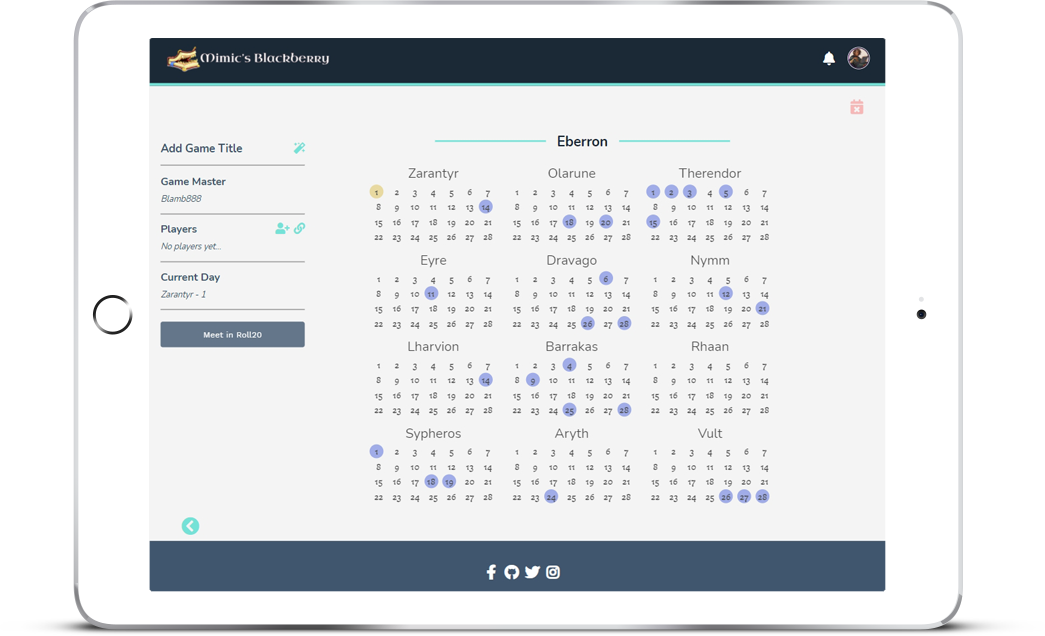 Mimic's Blackberry
Add Game Title
Game Master
Blamb888
Players
No players yet...
Current Day
Zarantyr - 1
Meet in Roll20
Eberron
Zarantyr Olarune Therendor
1 2 3 4 5 6 7 1 2 3 4 5 6 7 1 2 3 4 5 6 7
8 9 10 11 12 13 14 8 9 10 11 12 13 14 8 9 10 11 12 13 14
15 16 17 18 19 20 21 15 16 17 18 19 20 21 15 16 17 18 19 20 21
22 23 24 25 26 27 28 22 23 24 25 26 27 28 22 23 24 25 26 27 28
Eyre Dravago Nymm
1 2 3 4 5 6 7 1 2 3 4 5 6 7 1 2 3 4 5 6 7
8 9 10 11 12 13 14 8 9 10 11 12 13 14 8 9 10 11 12 13 14
15 16 17 18 19 20 21 15 16 17 18 19 20 21 15 16 17 18 19 20 21
22 23 24 25 26 27 28 22 23 24 25 26 27 28 22 23 24 25 26 27 28
Lharvion Barrakas Rhaan
1 2 3 4 5 6 7 1 2 3 4 5 6 7 1 2 3 4 5 6 7
8 9 10 11 12 13 14 8 9 10 11 12 13 14 8 9 10 11 12 13 14
15 16 17 18 19 20 21 15 16 17 18 19 20 21 15 16 17 18 19 20 21
22 23 24 25 26 27 28 22 23 24 25 26 27 28 22 23 24 25 26 27 28
Sypheros Aryth Vult
1 2 3 4 5 6 7 1 2 3 4 5 6 7 1 2 3 4 5 6 7
8 9 10 11 12 13 14 8 9 10 11 12 13 14 8 9 10 11 12 13 14
15 16 17 18 19 20 21 15 16 17 18 19 20 21 15 16 17 18 19 20 21
22 23 24 25 26 27 28 22 23 24 25 26 27 28 22 23 24 25 26 27 28